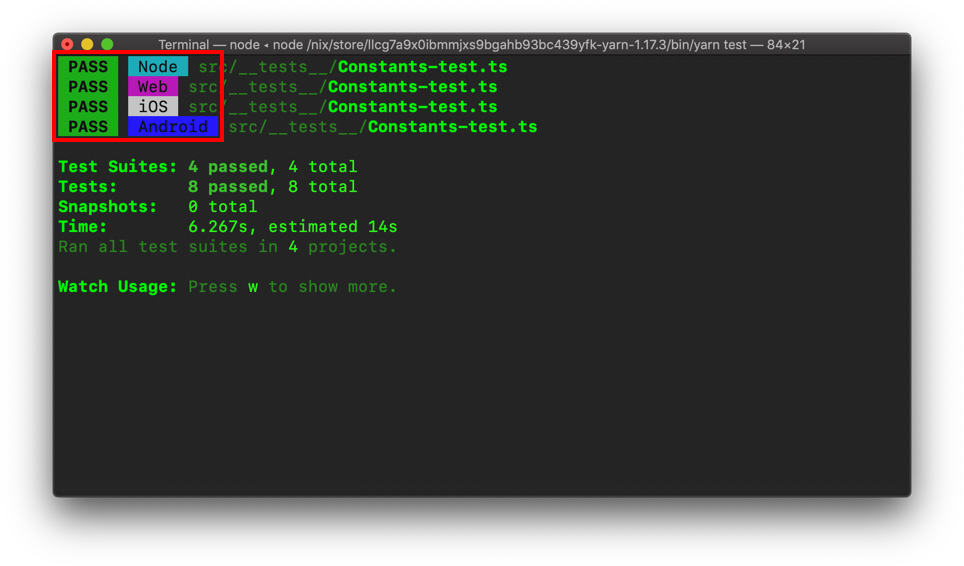 Terminal — node ◂ node /nix/store/llcg7a9x0ibmmjxs9bgahb93bc439yfk-yarn-1.17.3/bin/yarn test — 84×21
PASS Node src/__tests__/Constants-test.ts
PASS Web src/__tests__/Constants-test.ts
PASS iOS src/__tests__/Constants-test.ts
PASS Android src/__tests__/Constants-test.ts
Test Suites: 4 passed, 4 total
Tests: 8 passed, 8 total
Snapshots: 0 total
Time: 6.267s, estimated 14s
Ran all test suites in 4 projects.
Watch Usage: Press w to show more.